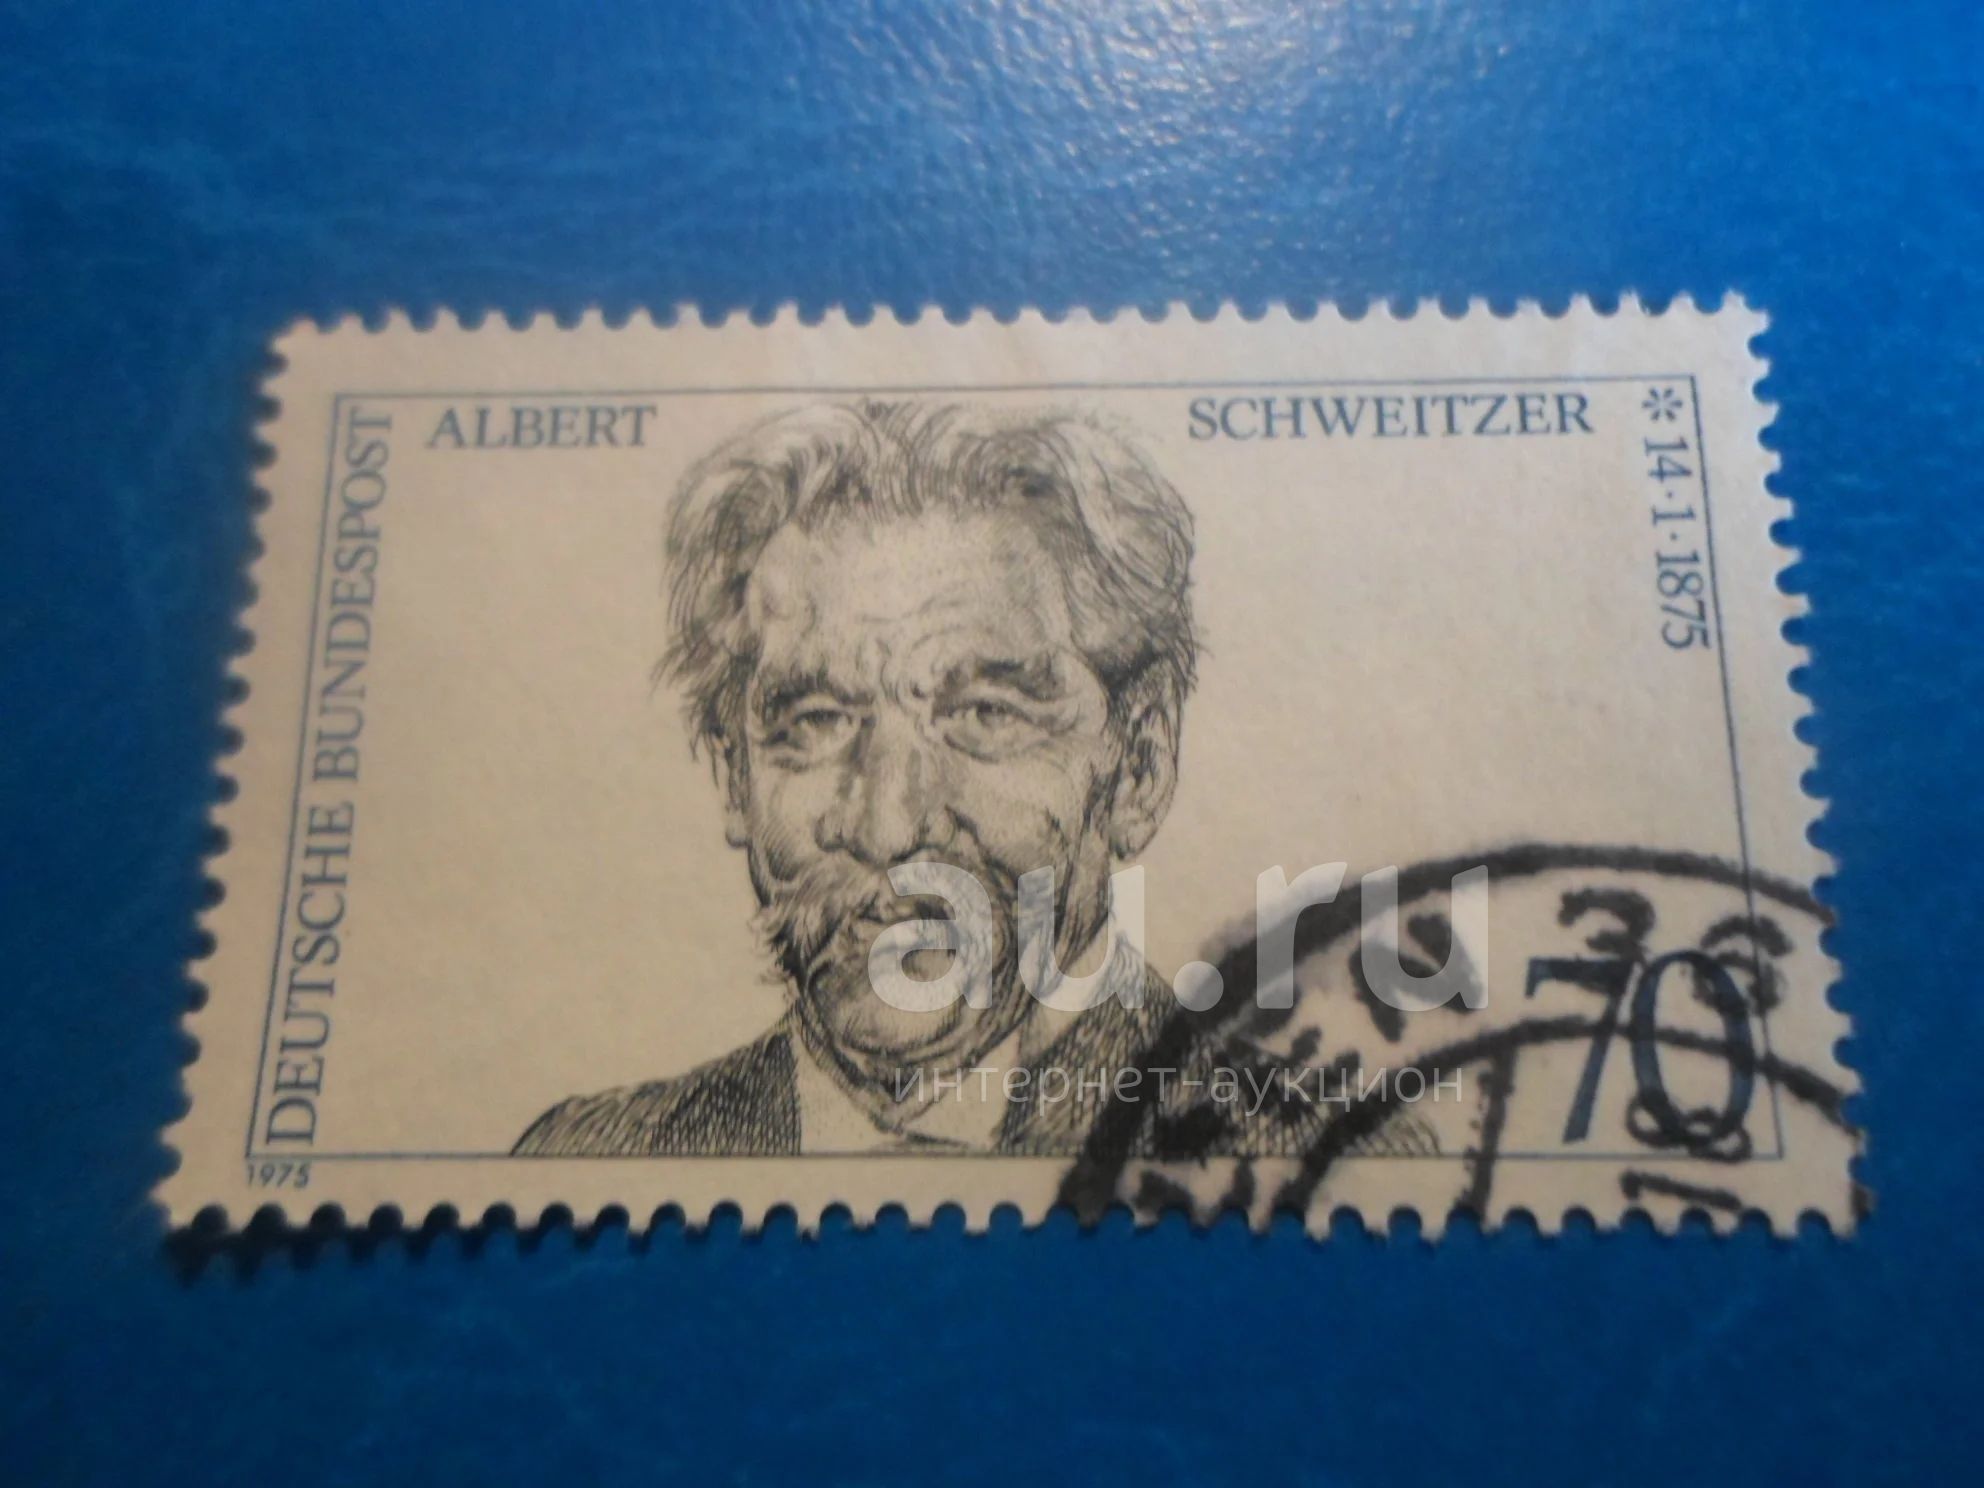 ALBERT SCHWEITZER
* 14·1·1875
DEUTSCHE BUNDESPOST
70
1975
au.ru
интернет-аукцион